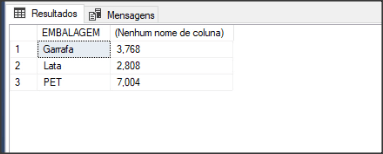 Resultados Mensagens
EMBALAGEM (Nenhum nome de coluna)
1 Garrafa 3,768
2 Lata 2,808
3 PET 7,004